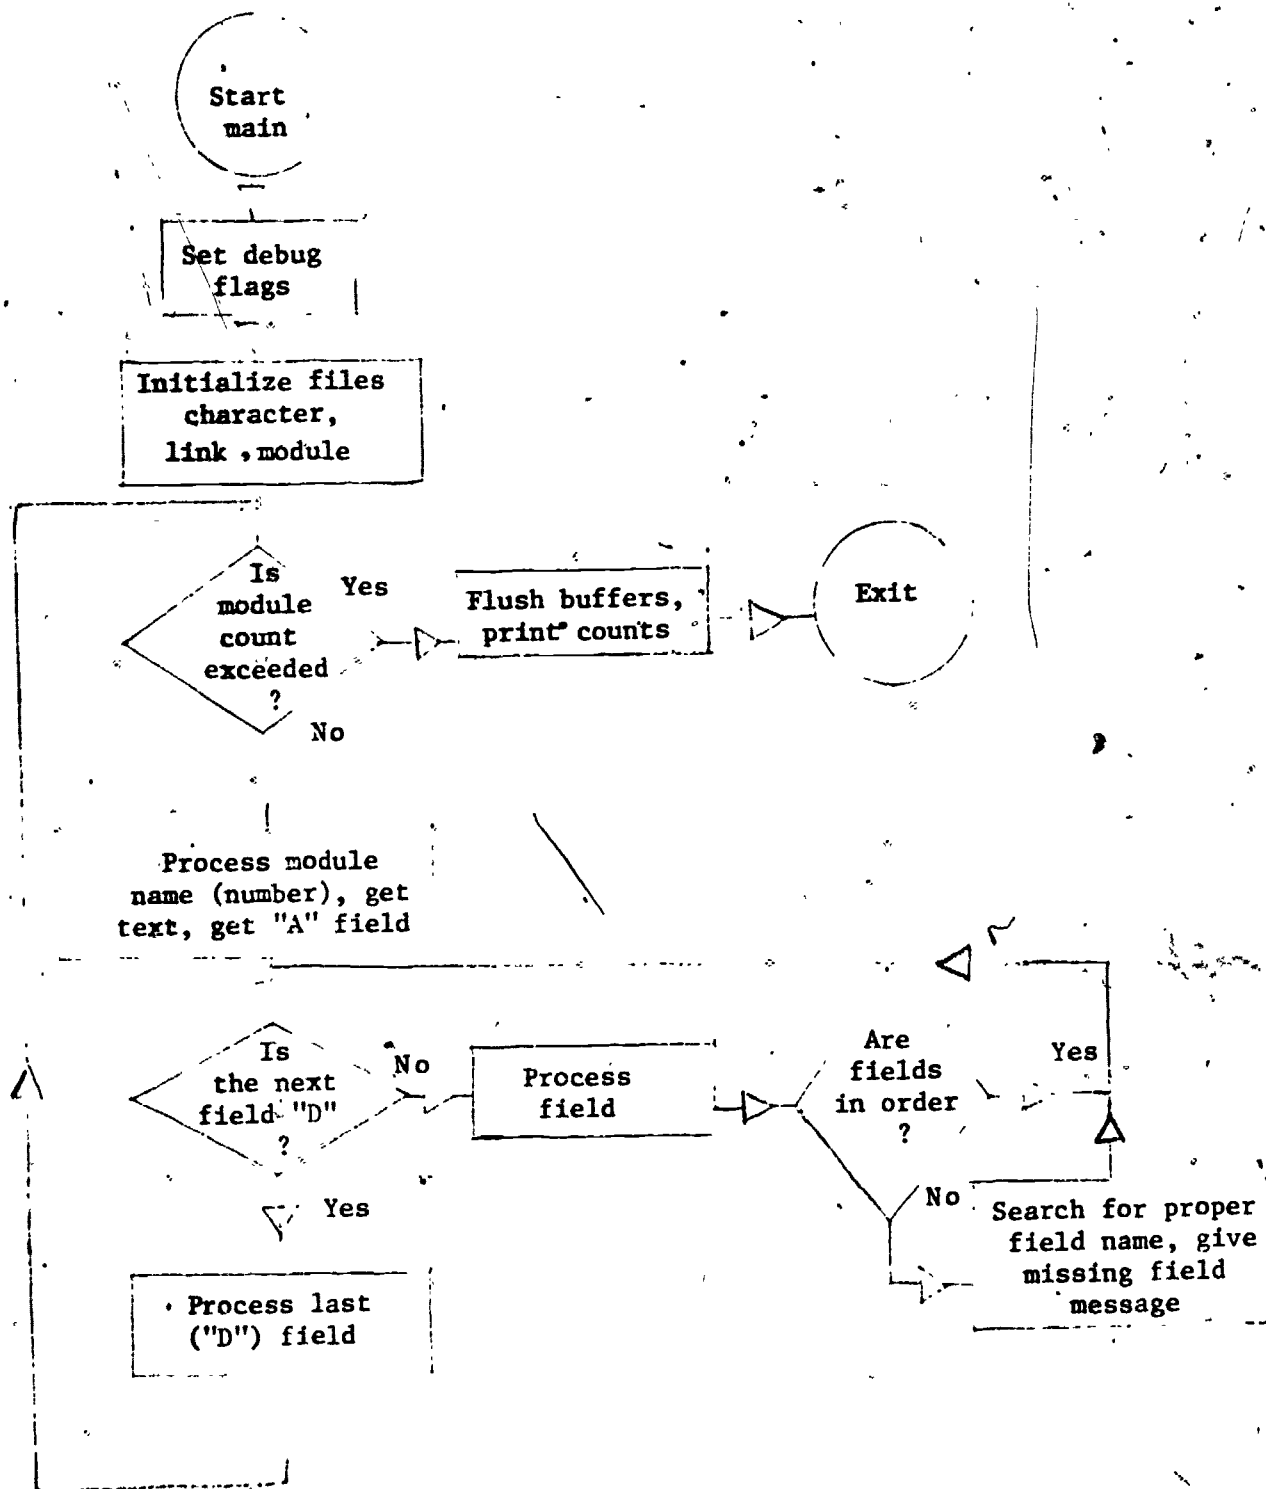 Start
main
Set debug
flags
Initialize files
character,
link , module
Is
module
count
exceeded
?
Yes
No
Flush buffers,
print counts
Exit
Process module
name (number), get
text, get "A" field
Is
the next
field "D"
?
No
Yes
Process
field
Are
fields
in order
?
Yes
No
Search for proper
field name, give
missing field
message
Process last
("D") field